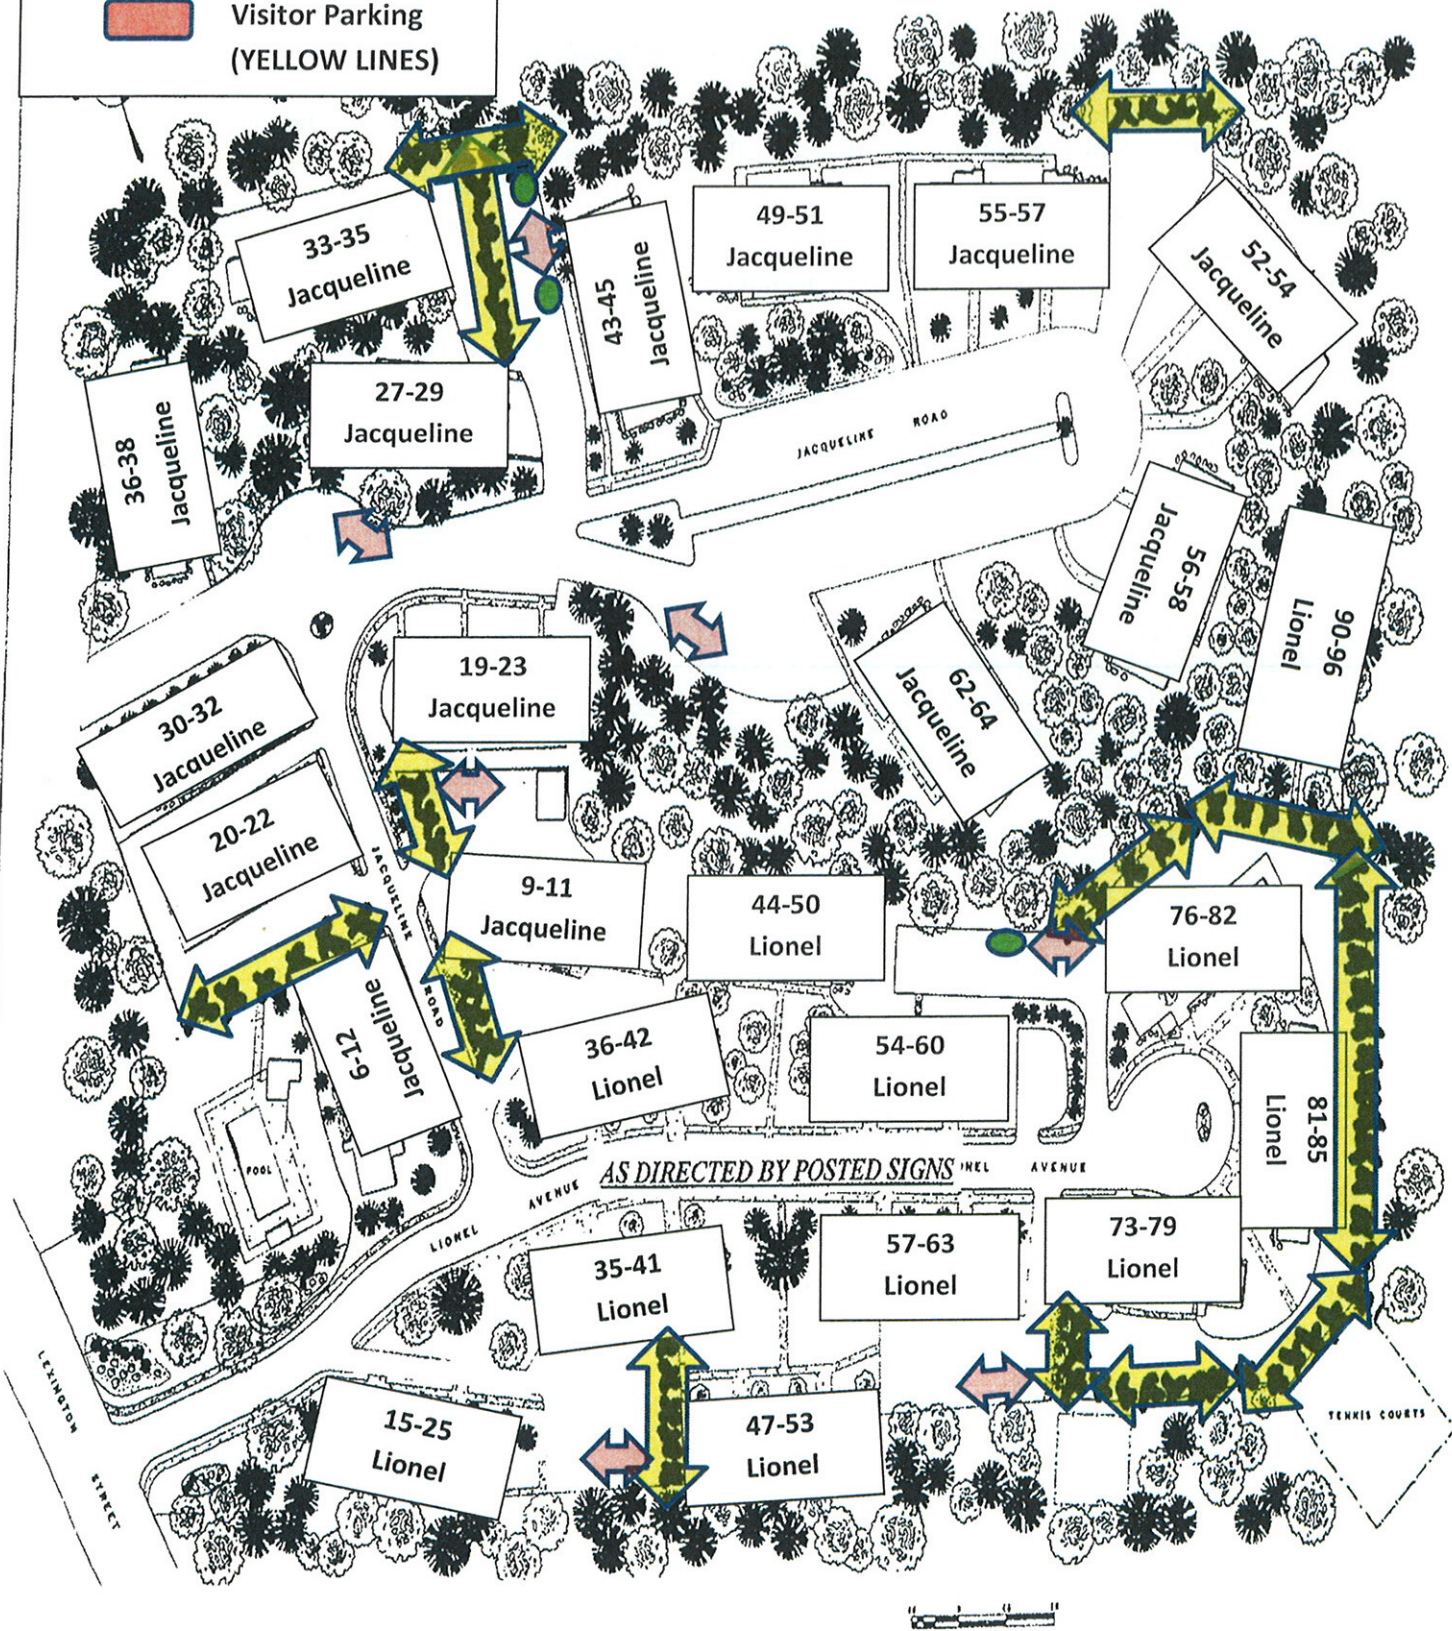 Visitor Parking
(YELLOW LINES)
33-35
Jacqueline
43-45
Jacqueline
49-51
Jacqueline
55-57
Jacqueline
52-54
Jacqueline
36-38
Jacqueline
27-29
Jacqueline
JACQUELINE ROAD
56-58
Jacqueline
90-96
Lionel
19-23
Jacqueline
62-64
Jacqueline
30-32
Jacqueline
20-22
Jacqueline
JACQUELINE ROAD
9-11
Jacqueline
44-50
Lionel
76-82
Lionel
6-12
Jacqueline
36-42
Lionel
54-60
Lionel
81-85
Lionel
POOL
AS DIRECTED BY POSTED SIGNS
NEL AVENUE
LIONEL AVENUE
35-41
Lionel
57-63
Lionel
73-79
Lionel
LEXINGTON STREET
15-25
Lionel
47-53
Lionel
TENNIS COURTS